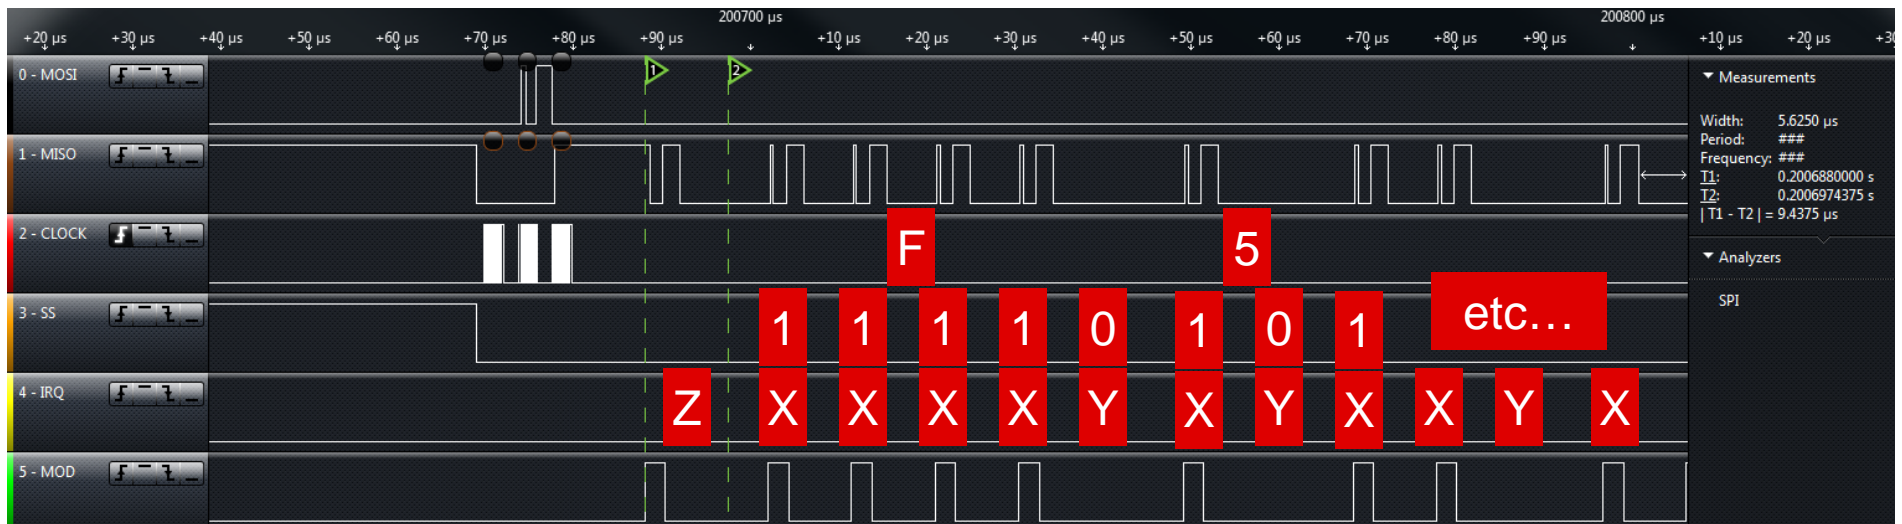 200700 µs 200800 µs
+20 µs +30 µs +40 µs +50 µs +60 µs +70 µs +80 µs +90 µs +10 µs +20 µs +30 µs +40 µs +50 µs +60 µs +70 µs +80 µs +90 µs +10 µs +20 µs +3
0 - MOSI
1 2
Measurements
Width: 5.6250 µs
Period: ###
Frequency: ###
T1: 0.2006880000 s
T2: 0.2006974375 s
| T1 - T2 | = 9.4375 µs
1 - MISO
2 - CLOCK
F 5
Analyzers
SPI
3 - SS
1 1 1 1 0 1 0 1 etc...
4 - IRQ
Z X X X X Y X Y X X Y X
5 - MOD